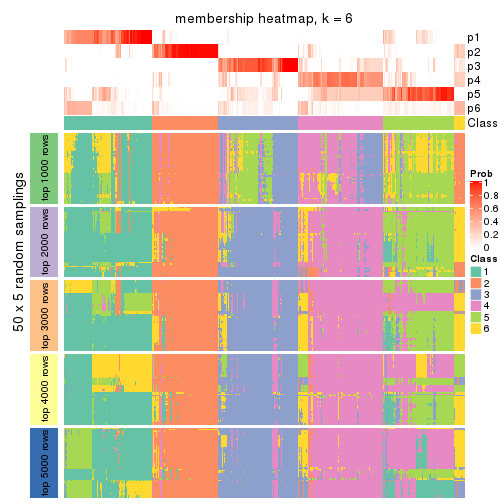 membership heatmap, k = 6
p1
p2
p3
p4
p5
p6
Class
50 x 5 random samplings
top 1000 rows
top 2000 rows
top 3000 rows
top 4000 rows
top 5000 rows
Prob
1
0.8
0.6
0.4
0.2
0
Class
1
2
3
4
5
6